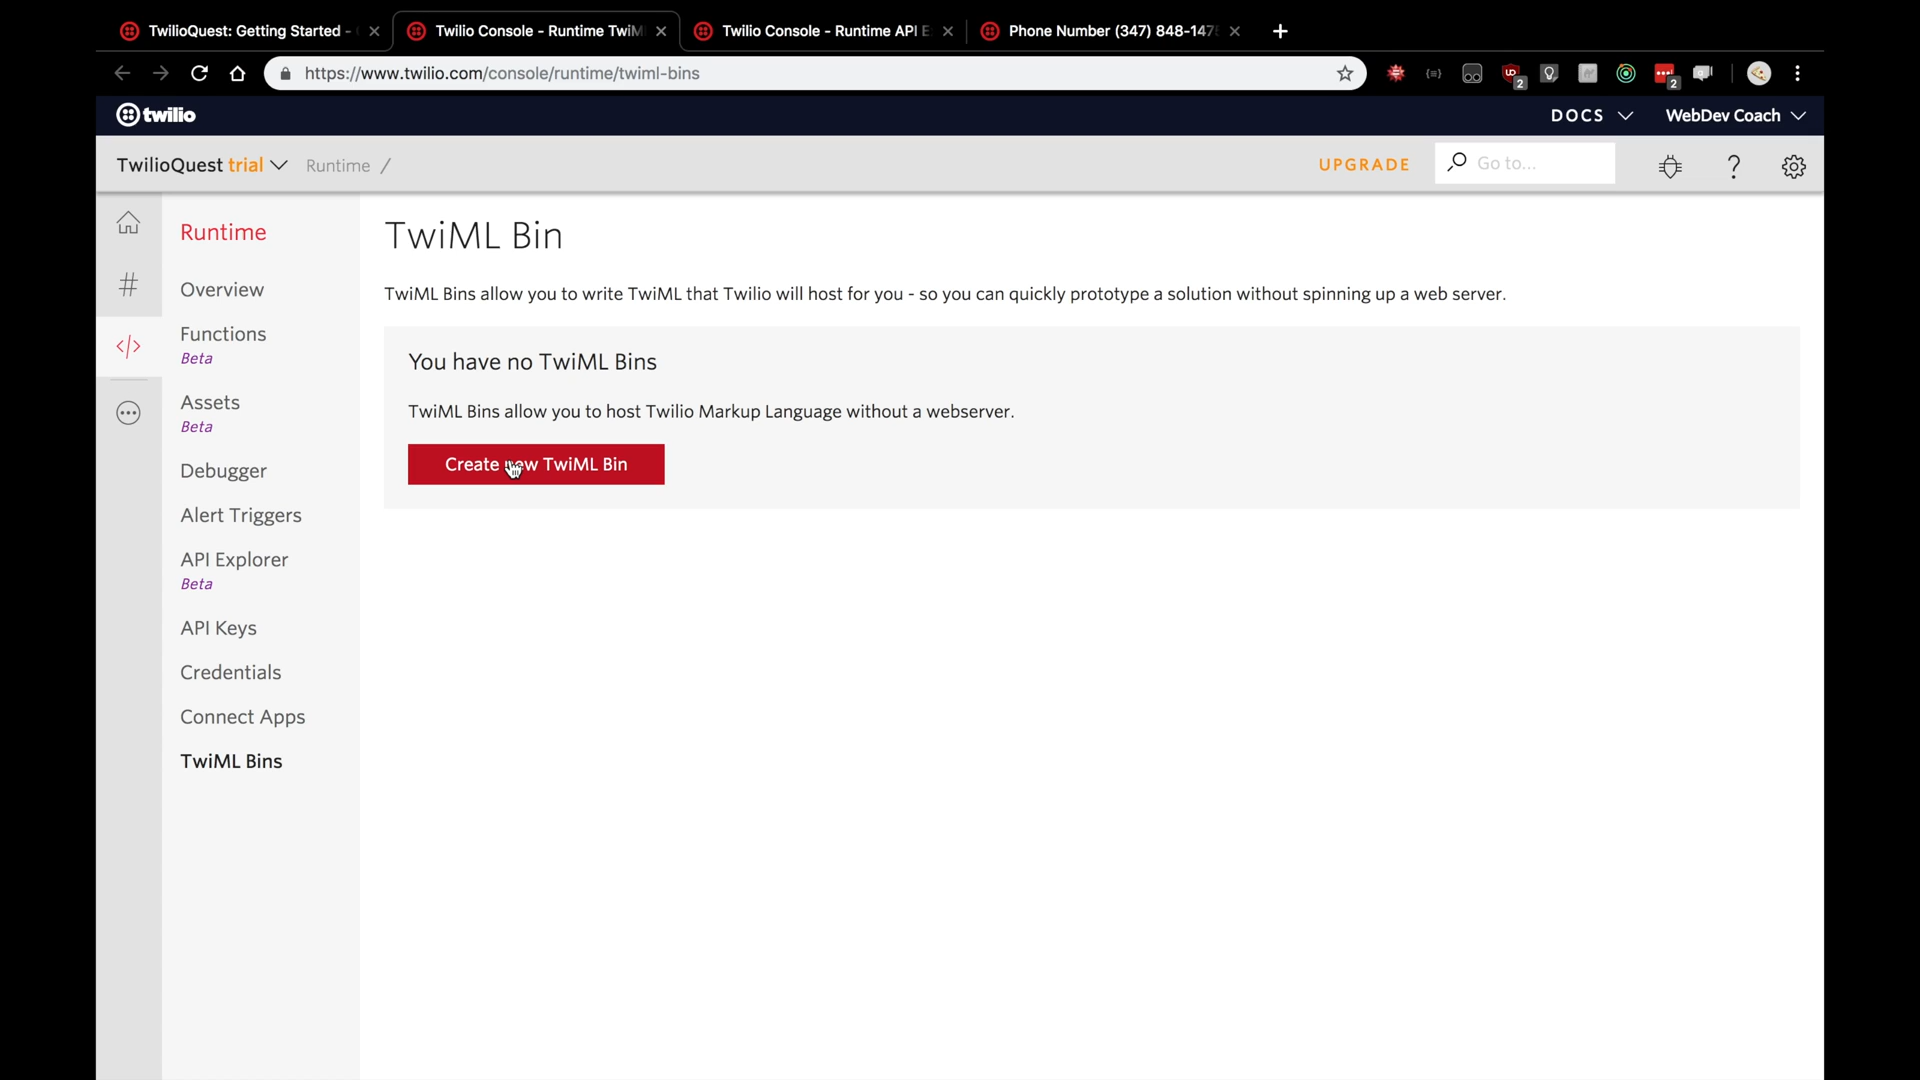 TwilioQuest: Getting Started -
Twilio Console - Runtime TwiML
Twilio Console - Runtime API E
Phone Number (347) 848-147
https://www.twilio.com/console/runtime/twiml-bins
2
2
twilio
DOCS
WebDev Coach
TwilioQuest trial
Runtime /
UPGRADE
Go to...
Runtime
Overview
Functions
Beta
Assets
Beta
Debugger
Alert Triggers
API Explorer
Beta
API Keys
Credentials
Connect Apps
TwiML Bins
TwiML Bin
TwiML Bins allow you to write TwiML that Twilio will host for you - so you can quickly prototype a solution without spinning up a web server.
You have no TwiML Bins
TwiML Bins allow you to host Twilio Markup Language without a webserver.
Create new TwiML Bin